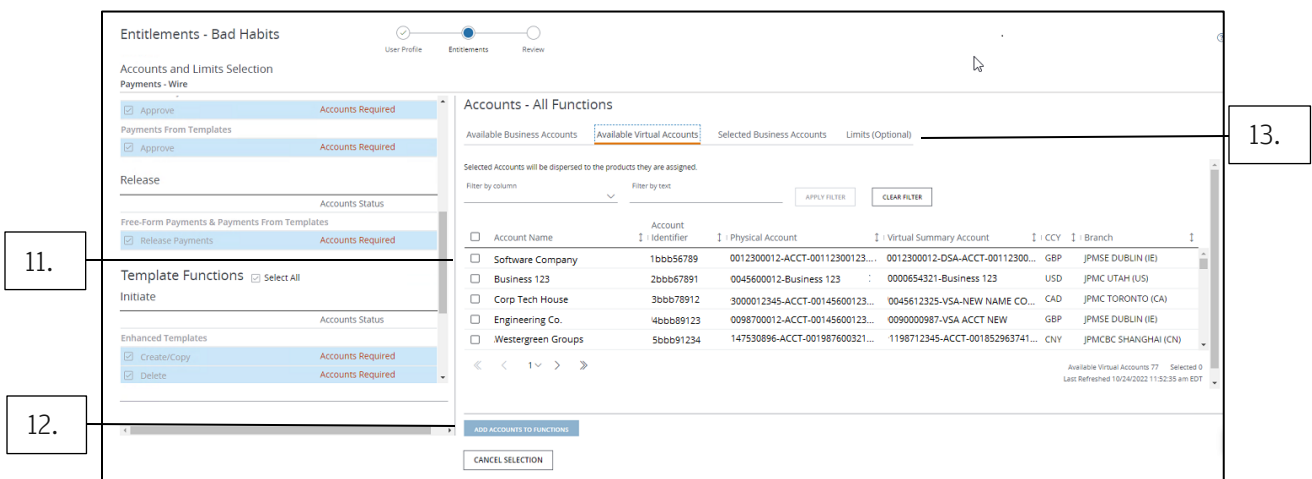 Entitlements - Bad Habits
User Profile
Entitlements
Review
Accounts and Limits Selection
Payments - Wire
Approve Accounts Required
Payments From Templates
Approve Accounts Required
Release
Accounts Status
Free-Form Payments & Payments From Templates
Release Payments Accounts Required
Template Functions Select All
Initiate
Accounts Status
Enhanced Templates
Create/Copy Accounts Required
Delete Accounts Required
Accounts - All Functions
Available Business Accounts Available Virtual Accounts Selected Business Accounts Limits (Optional)
Selected Accounts will be dispersed to the products they are assigned.
Filter by column Filter by text
APPLY FILTER CLEAR FILTER
Account Name Account Identifier Physical Account Virtual Summary Account CCY Branch
Software Company 1bbb56789 0012300012-ACCT-00112300123... 0012300012-DSA-ACCT-00112300... GBP JPMSE DUBLIN (IE)
Business 123 2bbb67891 0045600012-Business 123 0000654321-Business 123 USD JPMC UTAH (US)
Corp Tech House 3bbb78912 3000012345-ACCT-00145600123... 0045612325-VSA-NEW NAME CO... CAD JPMC TORONTO (CA)
Engineering Co. 4bbb89123 0098700012-ACCT-00145600123... 0090000987-VSA ACCT NEW GBP JPMSE DUBLIN (IE)
Westergreen Groups 5bbb91234 147530896-ACCT-001987600321... 1198712345-ACCT-001852963741... CNY JPMCBC SHANGHAI (CN)
1
Available Virtual Accounts 77 Selected 0
Last Refreshed 10/24/2022 11:52:35 am EDT
ADD ACCOUNTS TO FUNCTIONS
CANCEL SELECTION
11.
12.
13.